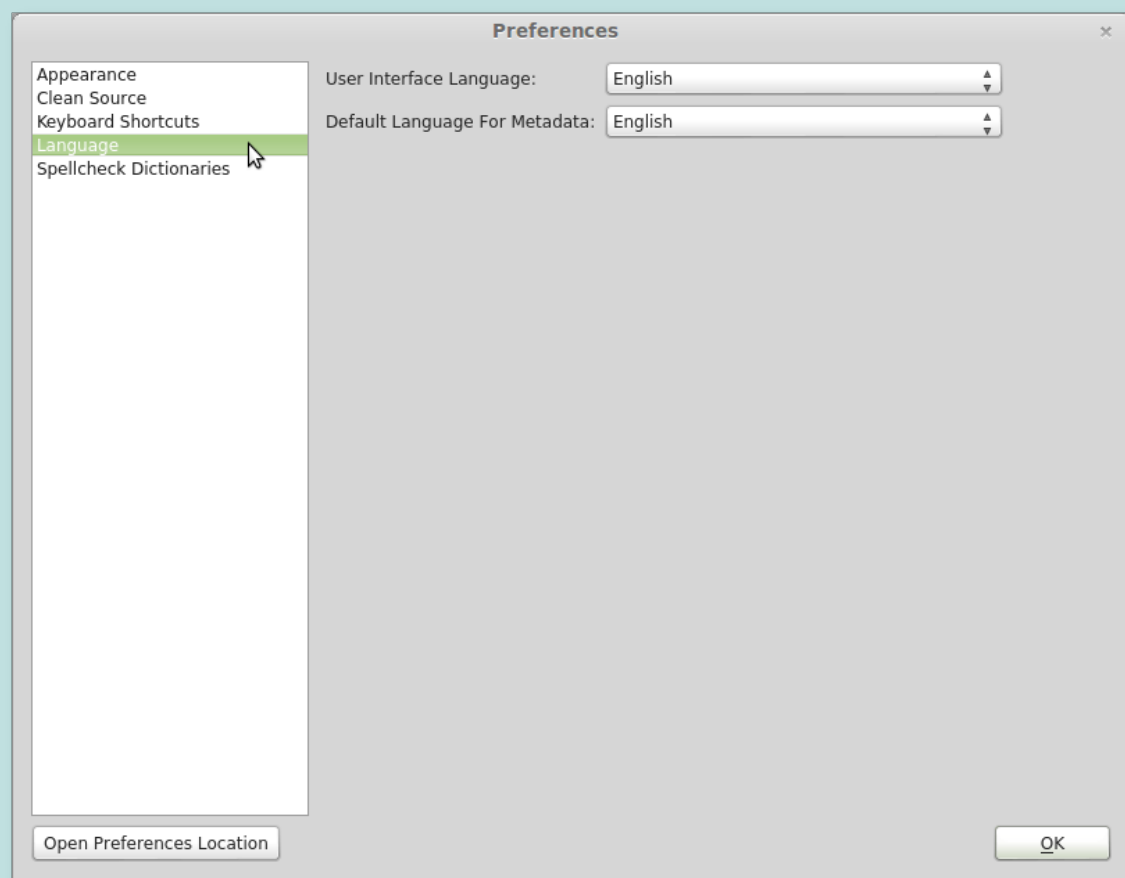 Preferences
Appearance
Clean Source
Keyboard Shortcuts
Language
Spellcheck Dictionaries
User Interface Language: English
Default Language For Metadata: English
Open Preferences Location
OK